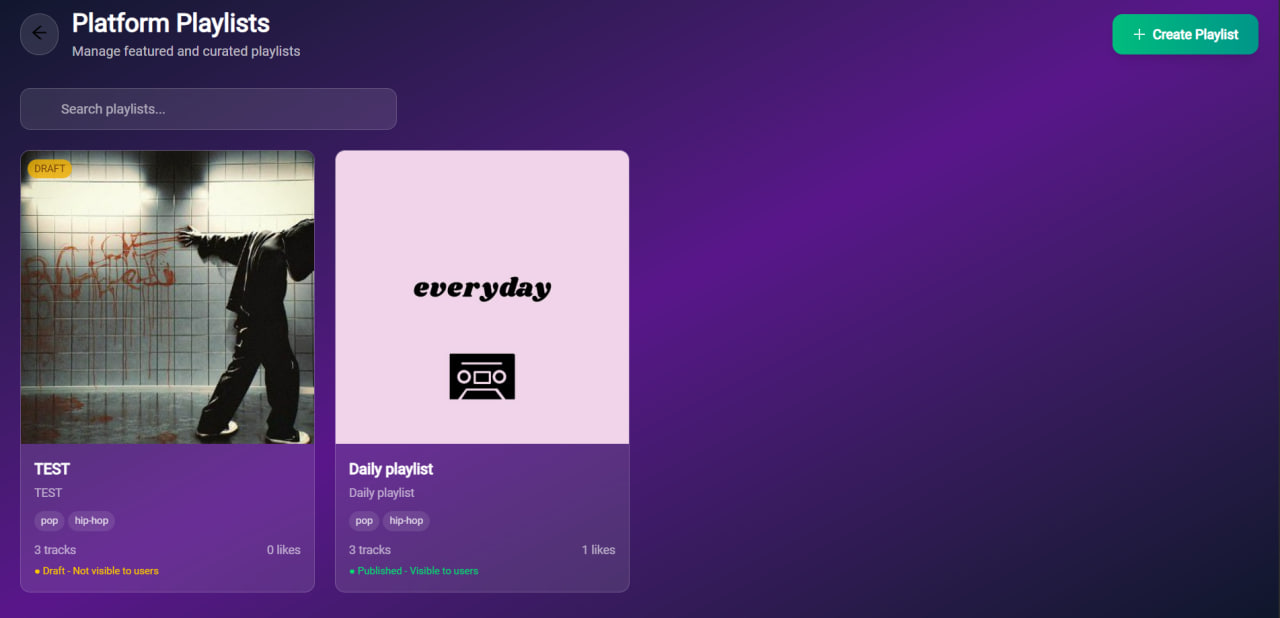 Platform Playlists
Manage featured and curated playlists
+ Create Playlist
Search playlists...
DRAFT
everyday
TEST
TEST
pop hip-hop
3 tracks 0 likes
● Draft - Not visible to users
Daily playlist
Daily playlist
pop hip-hop
3 tracks 1 likes
● Published - Visible to users